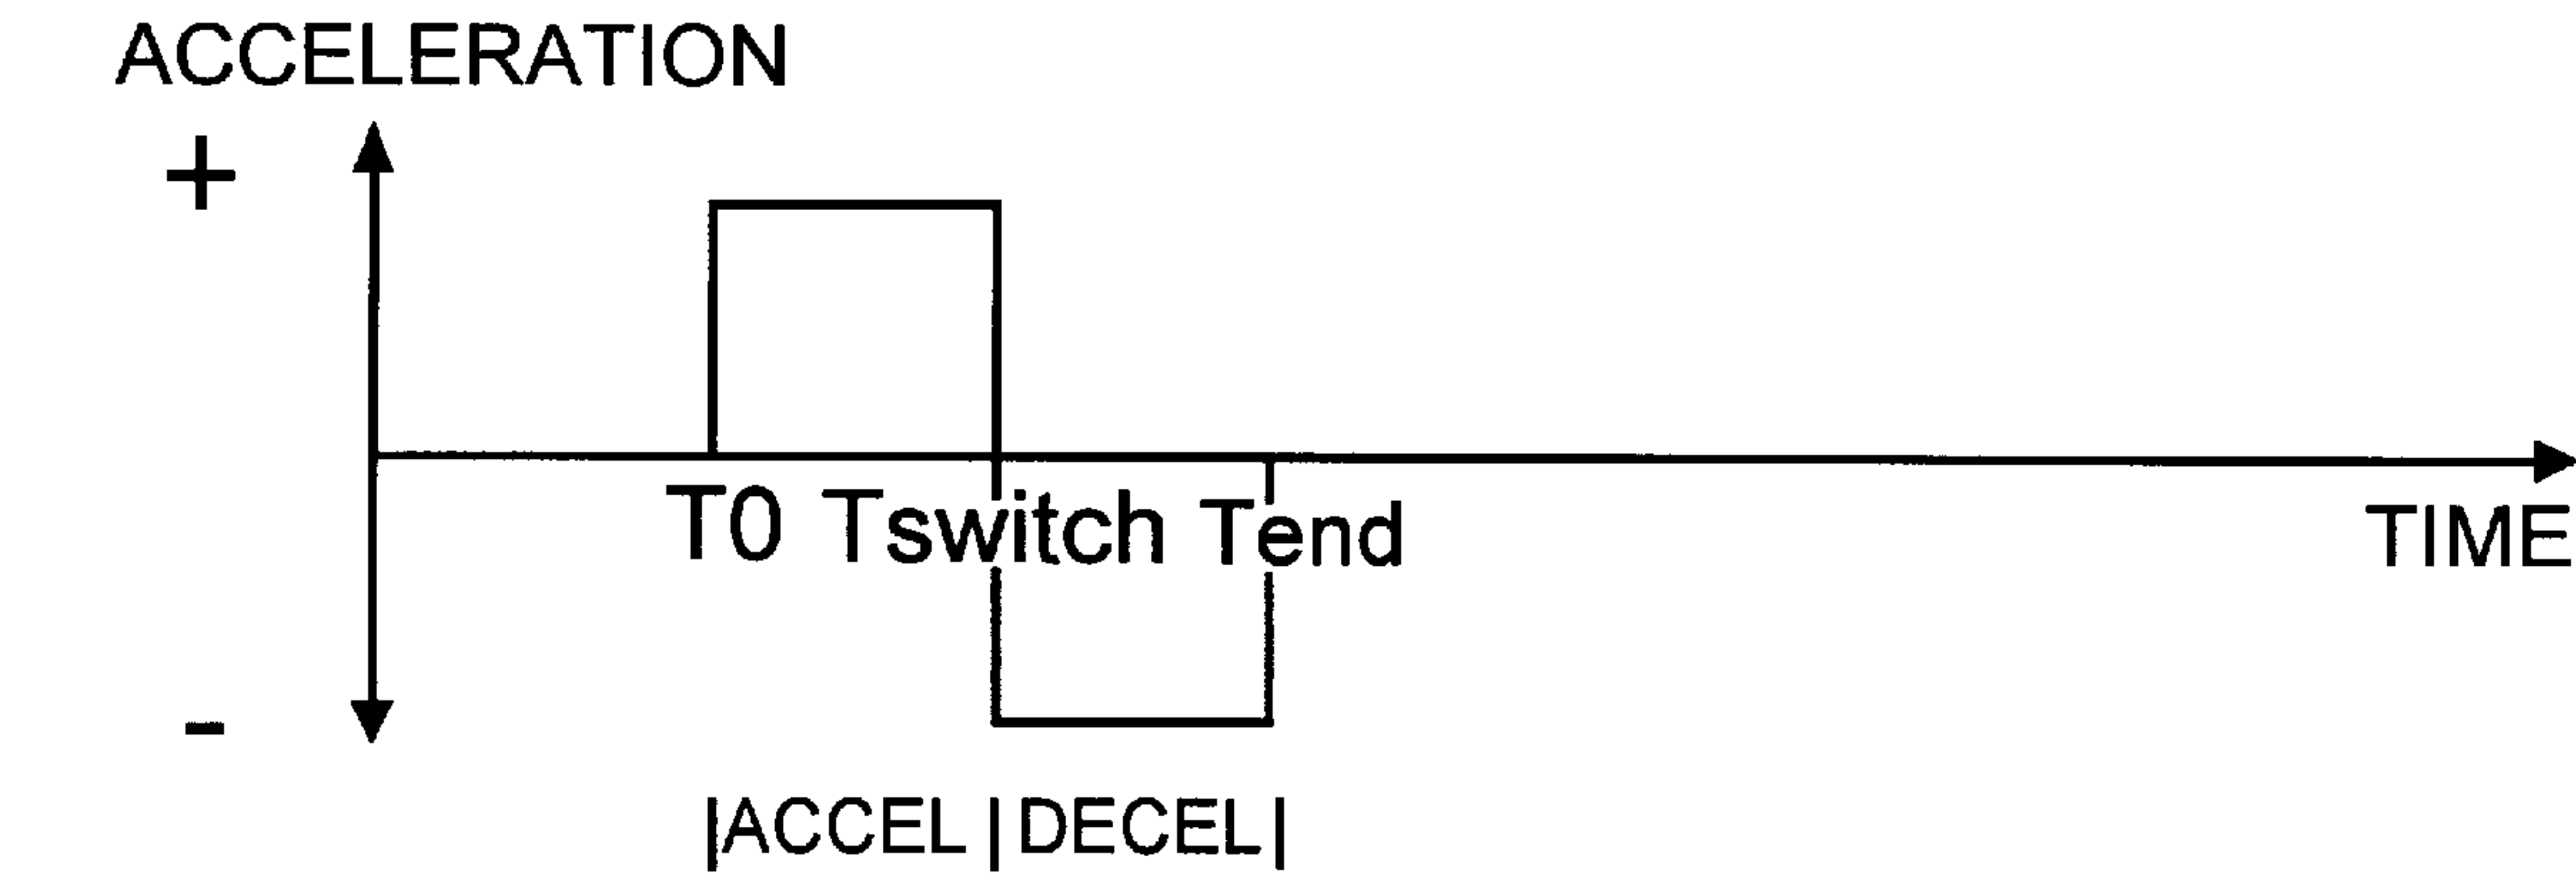 ACCELERATION
+
T0 Tswitch Tend
TIME
-
|ACCEL | DECEL |